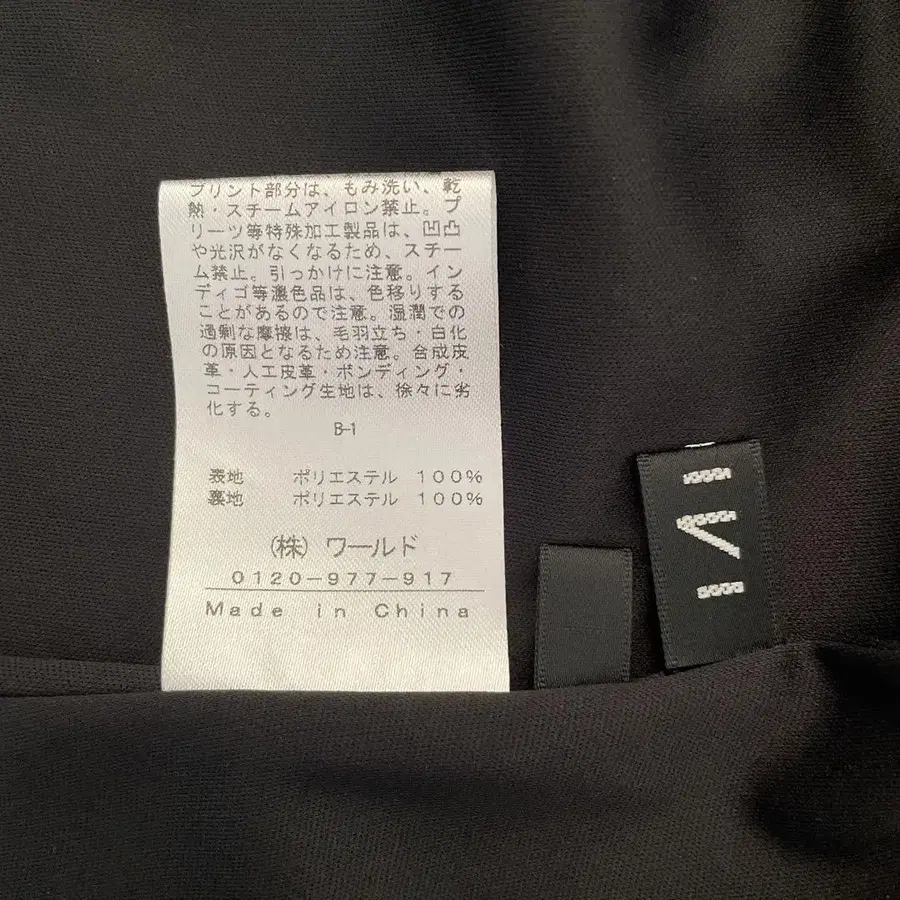 プリント部分は、もみ洗い、乾
熱・スチームアイロン禁止。プ
リーツ等特殊加工製品は、凹凸
や光沢がなくなるため、スチー
ム禁止。引っかけに注意。イン
ディゴ等濃色品は、色移りする
ことがあるので注意。湿潤での
過剰な摩擦は、毛羽立ち・白化
の原因となるため注意。合成皮
革・人工皮革・ボンディング・
コーティング生地は、徐々に劣
化する。
B-1
表地 ポリエステル 100%
裏地 ポリエステル 100%
(株) ワールド
0120-977-917
Made in China